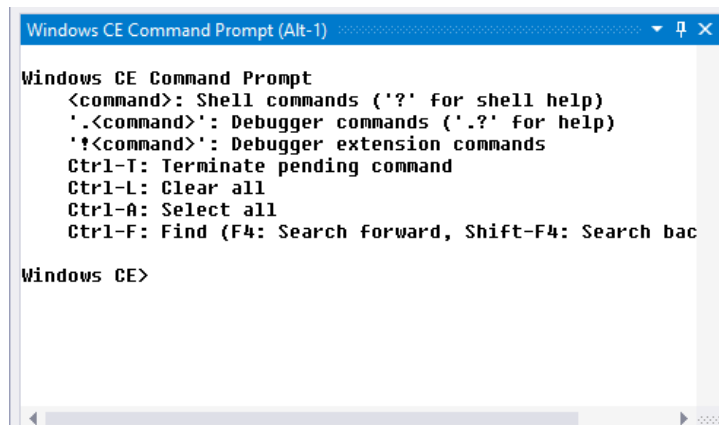 Windows CE Command Prompt (Alt-1)
Windows CE Command Prompt
<command>: Shell commands ('?' for shell help)
'.<command>': Debugger commands ('.?' for help)
'!<command>': Debugger extension commands
Ctrl-T: Terminate pending command
Ctrl-L: Clear all
Ctrl-A: Select all
Ctrl-F: Find (F4: Search forward, Shift-F4: Search bac
Windows CE>